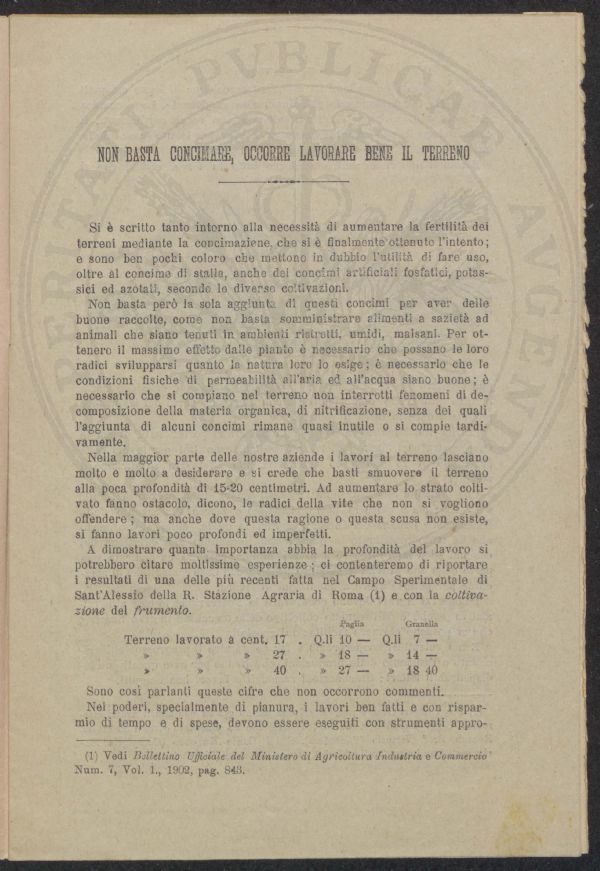 PERITATI PVBLICAE AVGEND
NON BASTA CONCIMARE, OCCORRE LAVORARE BENE IL TERRENO
Si è scritto tanto intorno alla necessità di aumentare la fertilità dei
terreni mediante la concimazione, che si è finalmente ottenuto l'intento;
e sono ben pochi coloro che mettono in dubbio l'utilità di fare uso,
oltre al concime di stalla, anche dei concimi artificiali fosfatici, potas-
sici ed azotati, secondo le diverse coltivazioni.
Non basta però la sola aggiunta di questi concimi per aver delle
buone raccolte, come non basta somministrare alimenti a sazietà ad
animali che siano tenuti in ambienti ristretti, umidi, malsani. Per ot-
tenere il massimo effetto dalle piante è necessario che possano le loro
radici svilupparsi quanto la natura loro lo esige; è necessario che le
condizioni fisiche di permeabilità all'aria ed all'acqua siano buone; è
necessario che si compiano nel terreno non interrotti fenomeni di de-
composizione della materia organica, di nitrificazione, senza dei quali
l'aggiunta di alcuni concimi rimane quasi inutile o si compie tardi-
vamente.
Nella maggior parte delle nostre aziende i lavori al terreno lasciano
molto e molto a desiderare e si crede che basti smuovere il terreno
alla poca profondità di 15-20 centimetri. Ad aumentare lo strato colti-
vato fanno ostacolo, dicono, le radici della vite che non si vogliono
offendere; ma anche dove questa ragione o questa scusa non esiste,
si fanno lavori poco profondi ed imperfetti.
A dimostrare quanta importanza abbia la profondità del lavoro si
potrebbero citare moltissime esperienze; ci contenteremo di riportare
i resultati di una delle più recenti fatta nel Campo Sperimentale di
Sant'Alessio della R. Stazione Agraria di Roma (1) e con la coltiva-
zione del frumento.
Paglia Granella
Terreno lavorato a cent. 17 . Q.li 10 — Q.li 7 —
» » » 27 . » 18 — » 14 —
» » » 40 . » 27 — » 18 40
Sono così parlanti queste cifre che non occorrono commenti.
Nei poderi, specialmente di pianura, i lavori ben fatti e con rispar-
mio di tempo e di spese, devono essere eseguiti con strumenti appro-
(1) Vedi Bollettino Ufficiale del Ministero di Agricoltura Industria e Commercio
Num. 7, Vol. 1., 1902, pag. 843.